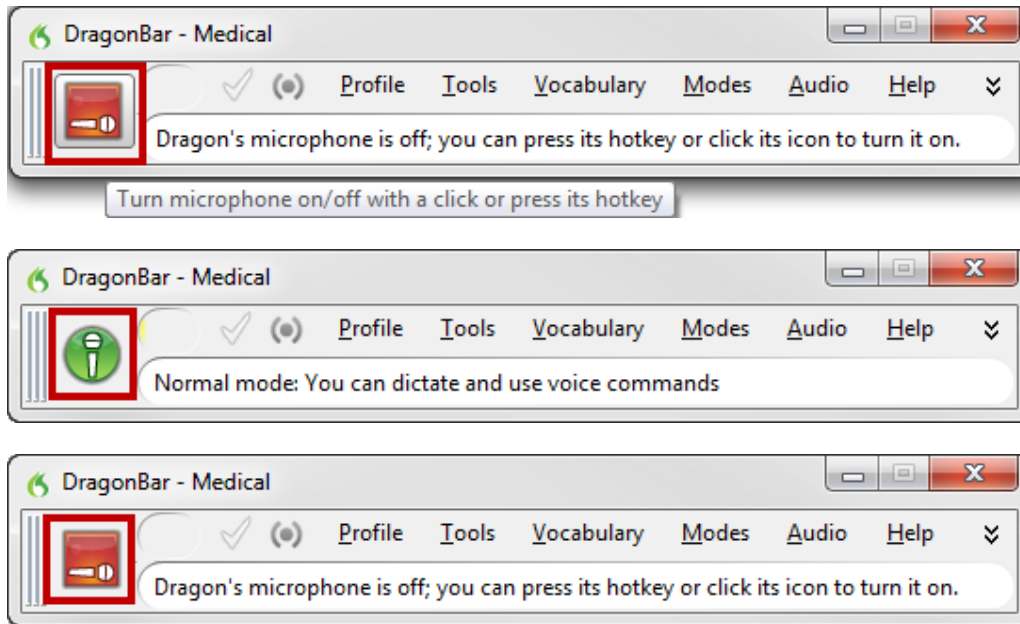 DragonBar - Medical
Profile Tools Vocabulary Modes Audio Help
Dragon's microphone is off; you can press its hotkey or click its icon to turn it on.
Turn microphone on/off with a click or press its hotkey
DragonBar - Medical
Profile Tools Vocabulary Modes Audio Help
Normal mode: You can dictate and use voice commands
DragonBar - Medical
Profile Tools Vocabulary Modes Audio Help
Dragon's microphone is off; you can press its hotkey or click its icon to turn it on.